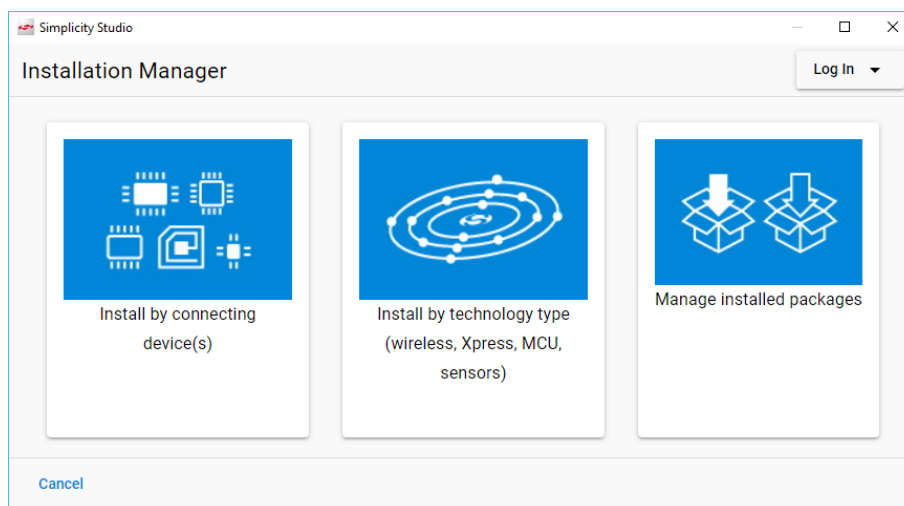 Simplicity Studio
Installation Manager
Log In
Install by connecting
device(s)
Install by technology type
(wireless, Xpress, MCU,
sensors)
Manage installed packages
Cancel